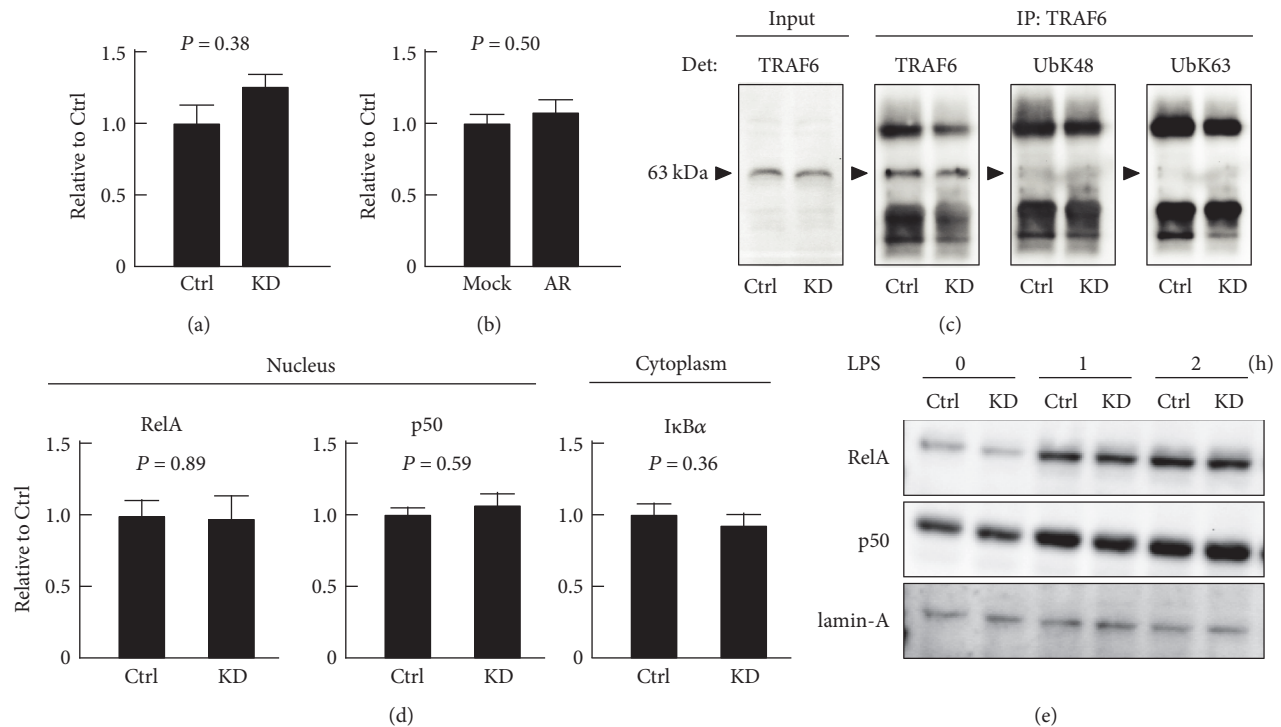 P = 0.38
1.5
1.0
0.5
0
Relative to Ctrl
Ctrl KD
(a)
P = 0.50
1.5
1.0
0.5
0
Relative to Ctrl
Mock AR
(b)
Input IP: TRAF6
Det: TRAF6 TRAF6 UbK48 UbK63
63 kDa
Ctrl KD Ctrl KD Ctrl KD Ctrl KD
(c)
Nucleus Cytoplasm
RelA p50 IκBα
P = 0.89 P = 0.59 P = 0.36
1.5 1.5 1.5
1.0 1.0 1.0
0.5 0.5 0.5
0 0 0
Relative to Ctrl
Ctrl KD Ctrl KD Ctrl KD
(d)
LPS 0 1 2 (h)
Ctrl KD Ctrl KD Ctrl KD
RelA
p50
lamin-A
(e)